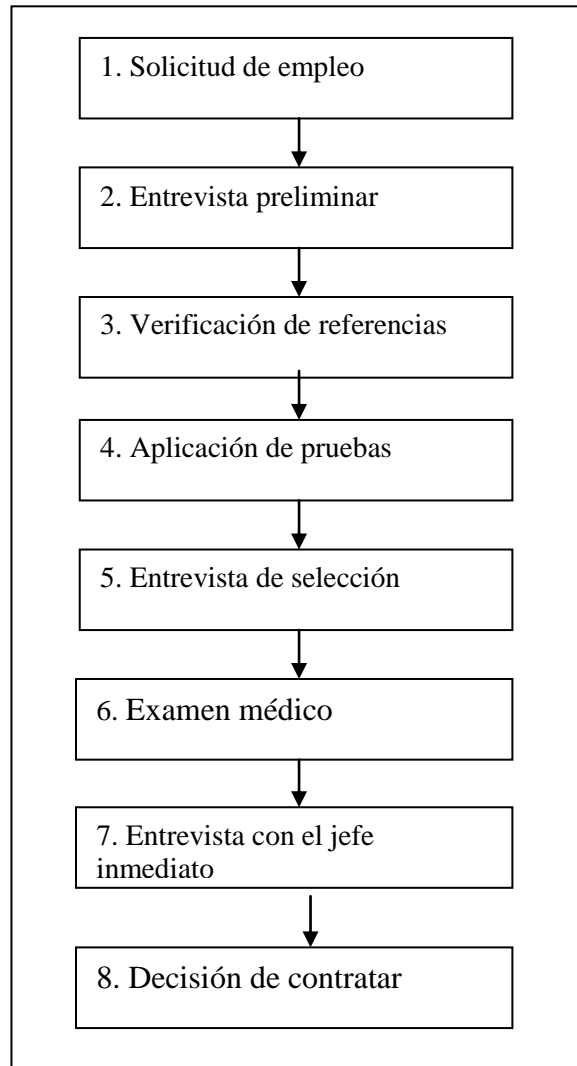 1. Solicitud de empleo
2. Entrevista preliminar
3. Verificación de referencias
4. Aplicación de pruebas
5. Entrevista de selección
6. Examen médico
7. Entrevista con el jefe
inmediato
8. Decisión de contratar